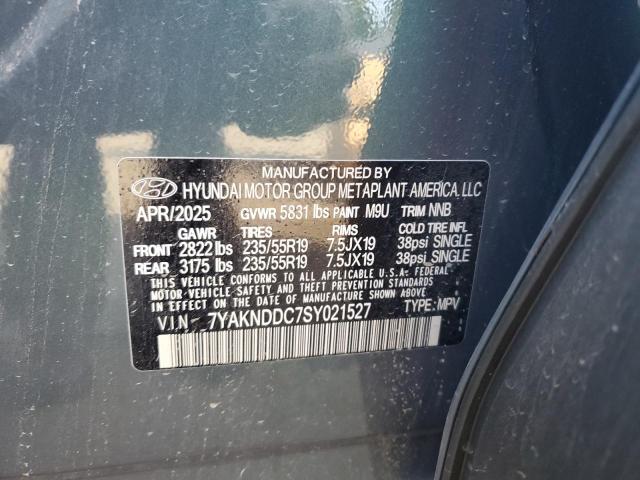 MANUFACTURED BY
HYUNDAI MOTOR GROUP METAPLANT AMERICA. LLC
APR/2025 GVWR 5831 lbs PAINT M9U TRIM NNB
GAWR TIRES RIMS COLD TIRE INFL
FRONT 2822 lbs 235/55R19 7.5JX19 38psi SINGLE
REAR 3175 lbs 235/55R19 7.5JX19 38psi SINGLE
THIS VEHICLE CONFORMS TO ALL APPLICABLE U.S.A. FEDERAL
MOTOR VEHICLE SAFETY AND THEFT PREVENTION STANDARDS
IN EFFECT ON THE DATE OF MANUFACTURE SHOWN ABOVE.
V.I.N - 7YAKNDDC7SY021527 TYPE: MPV